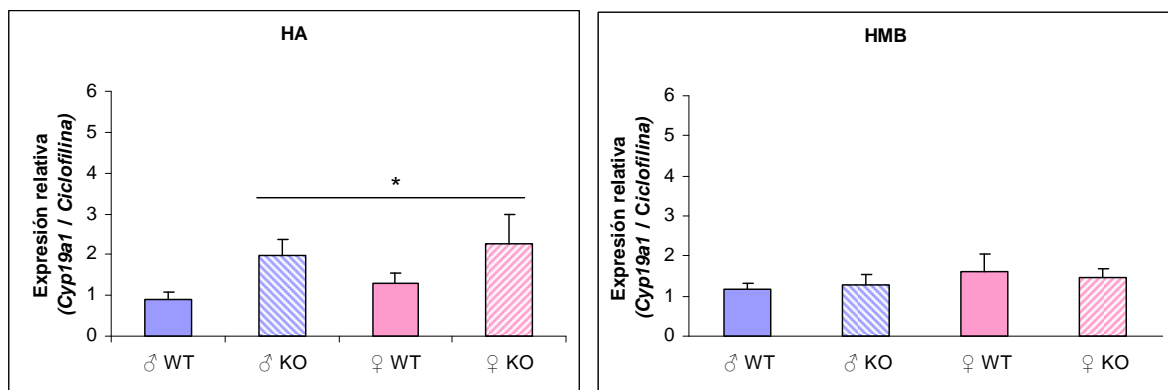 HA
Expresión relativa
(Cyp19a1 / Ciclofilina)
6
5
4
3
2
1
0
*
♂ WT
♂ KO
♀ WT
♀ KO
HMB
Expresión relativa
(Cyp19a1 / Ciclofilina)
6
5
4
3
2
1
0
♂ WT
♂ KO
♀ WT
♀ KO